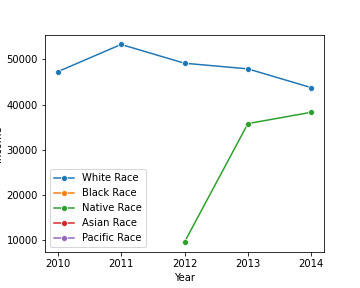 50000
40000
30000
20000
10000
White Race
Black Race
Native Race
Asian Race
Pacific Race
2010 2011 2012 2013 2014
Year